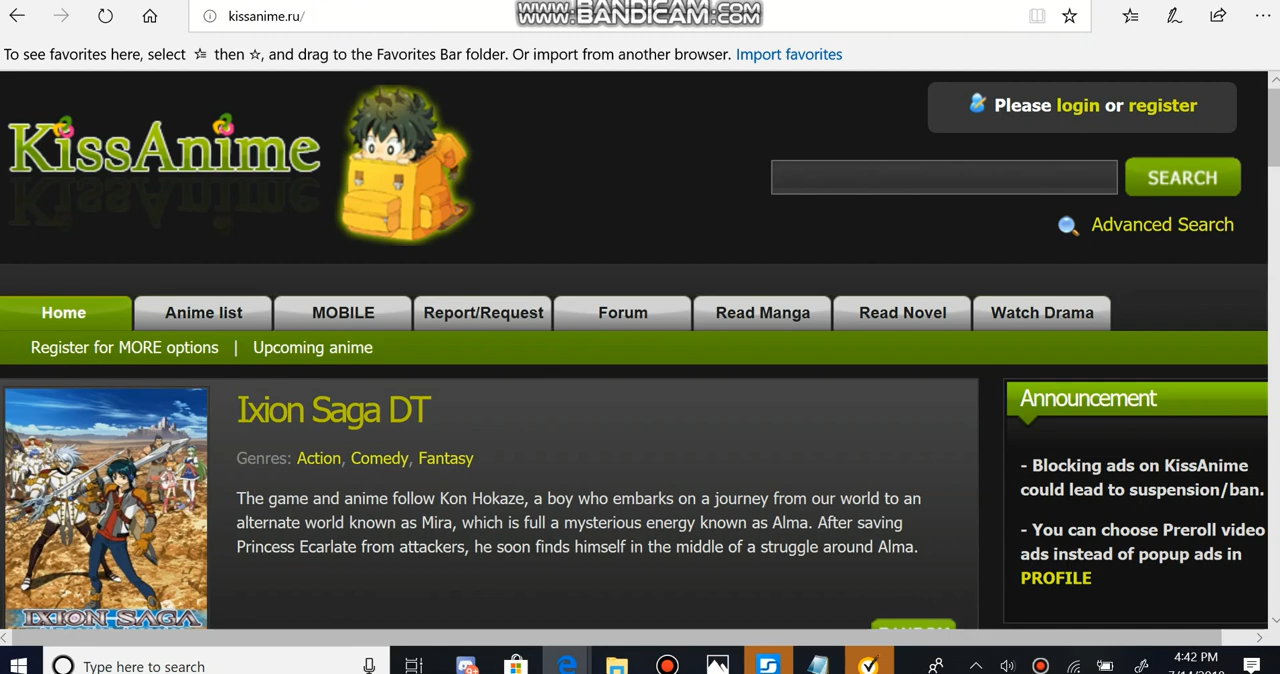 kissanime.ru/
WWW.BANDICAM.COM
To see favorites here, select then , and drag to the Favorites Bar folder. Or import from another browser. Import favorites
KissAnime
Please login or register
SEARCH
Advanced Search
Home
Anime list
MOBILE
Report/Request
Forum
Read Manga
Read Novel
Watch Drama
Register for MORE options | Upcoming anime
Ixion Saga DT
Genres: Action, Comedy, Fantasy
The game and anime follow Kon Hokaze, a boy who embarks on a journey from our world to an
alternate world known as Mira, which is full a mysterious energy known as Alma. After saving
Princess Ecarlate from attackers, he soon finds himself in the middle of a struggle around Alma.
IXION SAGA
Announcement
- Blocking ads on KissAnime
could lead to suspension/ban.
- You can choose Preroll video
ads instead of popup ads in
PROFILE
Type here to search
4:42 PM